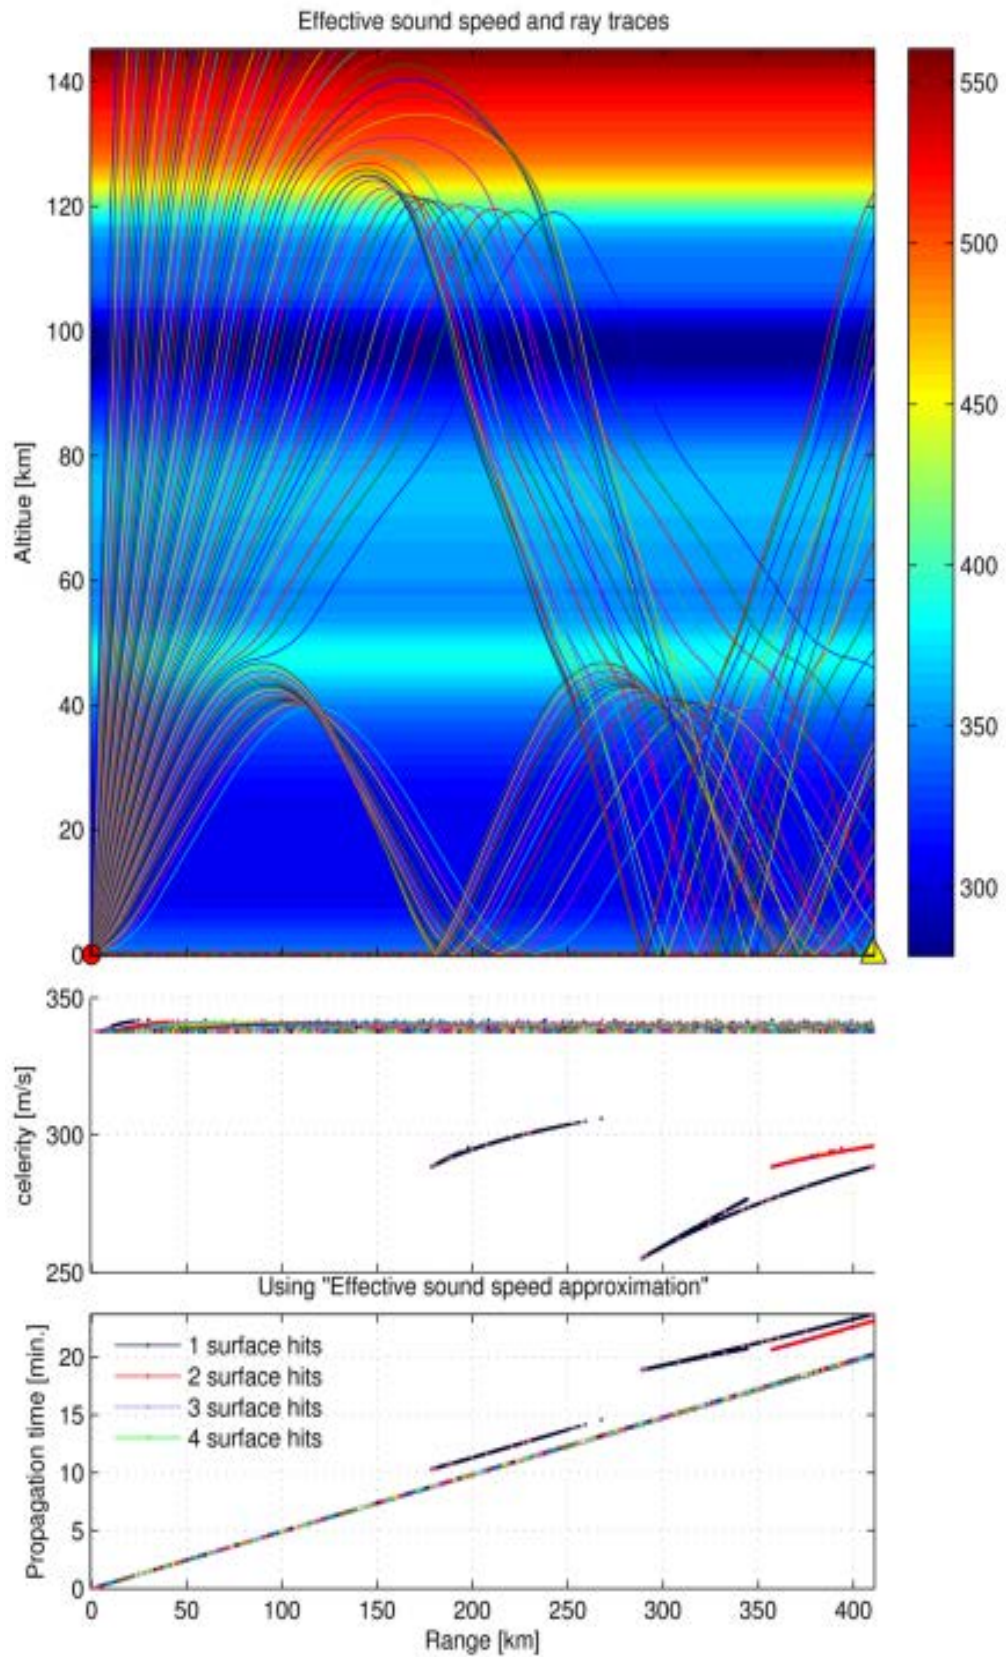 Effective sound speed and ray traces
140
120
100
80
60
40
20
0
Altitue [km]
550
500
450
400
350
300
350
300
250
celerity [m/s]
Using "Effective sound speed approximation"
20
15
10
5
0
Propagation time [min.]
1 surface hits
2 surface hits
3 surface hits
4 surface hits
0 50 100 150 200 250 300 350 400
Range [km]